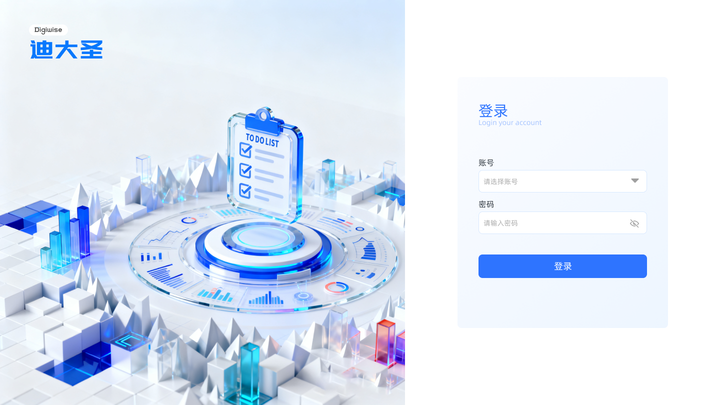 Digiwise
迪大圣
TO DO LIST
登录
Login your account
账号
请选择账号
密码
请输入密码
登录